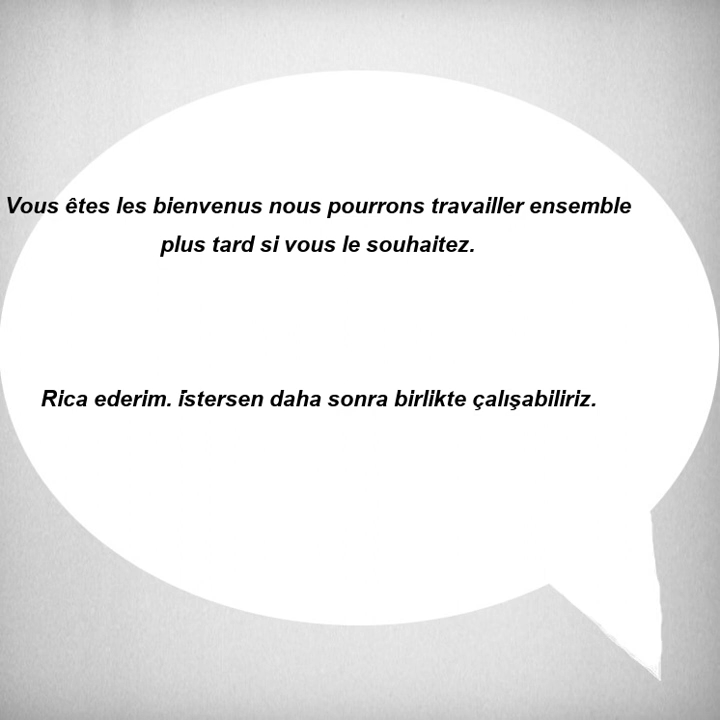 Vous êtes les bienvenus nous pourrons travailler ensemble
plus tard si vous le souhaitez.
Rica ederim. istersen daha sonra birlikte çalışabiliriz.